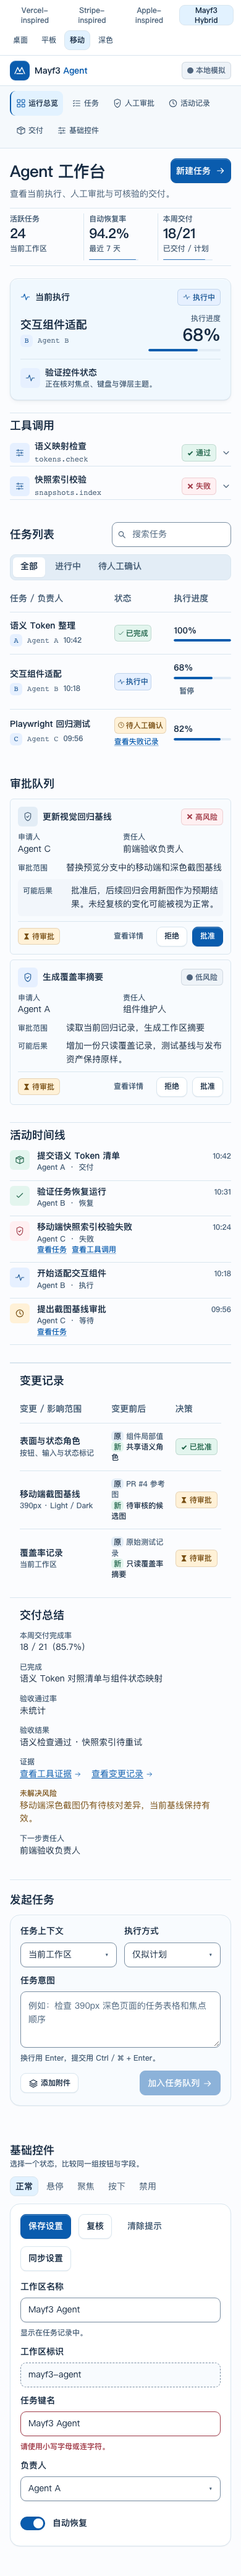 Vercel-inspired
Stripe-inspired
Apple-inspired
Mayf3 Hybrid
桌面 平板 移动 深色
Mayf3 Agent 本地模拟
运行总览 任务 人工审批 活动记录
交付 基础控件
Agent 工作台 新建任务 →
查看当前执行、人工审批与可核验的交付。
活跃任务 自动恢复率 本周交付
24 94.2% 18/21
当前工作区 最近 7 天 已交付 / 计划
当前执行 执行中
交互组件适配 执行进度
B Agent B 68%
验证控件状态
正在核对焦点、键盘与弹层主题。
工具调用
语义映射检查 通过
tokens.check
快照索引校验 失败
snapshots.index
任务列表 搜索任务
全部 进行中 待人工确认
任务 / 负责人 状态 执行进度
语义 Token 整理 已完成 100%
A Agent A 10:42
交互组件适配 执行中 68%
B Agent B 10:18 暂停
Playwright 回归测试 待人工确认 82%
C Agent C 09:56 查看失败记录
审批队列
更新视觉回归基线 高风险
申请人 责任人
Agent C 前端验收负责人
审批范围 替换预览分支中的移动端和深色截图基线
可能后果 批准后，后续回归会用新图作为预期结
果。未经复核的变化可能被视为正常。
待审批 查看详情 拒绝 批准
生成覆盖率摘要 低风险
申请人 责任人
Agent A 组件维护人
审批范围 读取当前回归记录，生成工作区摘要
可能后果 增加一份只读覆盖记录，测试基线与发布
资产保持原样。
待审批 查看详情 拒绝 批准
活动时间线
提交语义 Token 清单 10:42
Agent A · 交付
验证任务恢复运行 10:31
Agent B · 恢复
移动端快照索引校验失败 10:24
Agent C · 失败
查看任务 查看工具调用
开始适配交互组件 10:18
Agent B · 执行
提出截图基线审批 09:56
Agent C · 等待
查看任务
变更记录
变更 / 影响范围 变更前后 决策
表面与状态角色
按钮、输入与状态标记
原 组件局部值
新 共享语义角
色
已批准
移动端截图基线
390px · Light / Dark
原 PR #4 参考
图
新 待审核的候
选图
待审批
覆盖率记录
当前工作区
原 原始测试记
录
新 只读覆盖率
摘要
待审批
交付总结
本周交付完成率
18 / 21（85.7%）
已完成
语义 Token 对照清单与组件状态映射
验收通过率
未统计
验收结果
语义检查通过 · 快照索引待重试
证据
查看工具证据 → 查看变更记录 →
未解决风险
移动端深色截图仍有待核对差异，当前基线保持有
效。
下一步责任人
前端验收负责人
发起任务
任务上下文 执行方式
当前工作区 仅拟计划
任务意图
例如：检查 390px 深色页面的任务表格和焦点
顺序
换行用 Enter，提交用 Ctrl / ⌘ + Enter。
添加附件 加入任务队列 →
基础控件
选择一个状态，比较同一组按钮与字段。
正常 悬停 聚焦 按下 禁用
保存设置 复核 清除提示
同步设置
工作区名称
Mayf3 Agent
显示在任务记录中。
工作区标识
mayf3-agent
任务键名
Mayf3 Agent
请使用小写字母或连字符。
负责人
Agent A
自动恢复